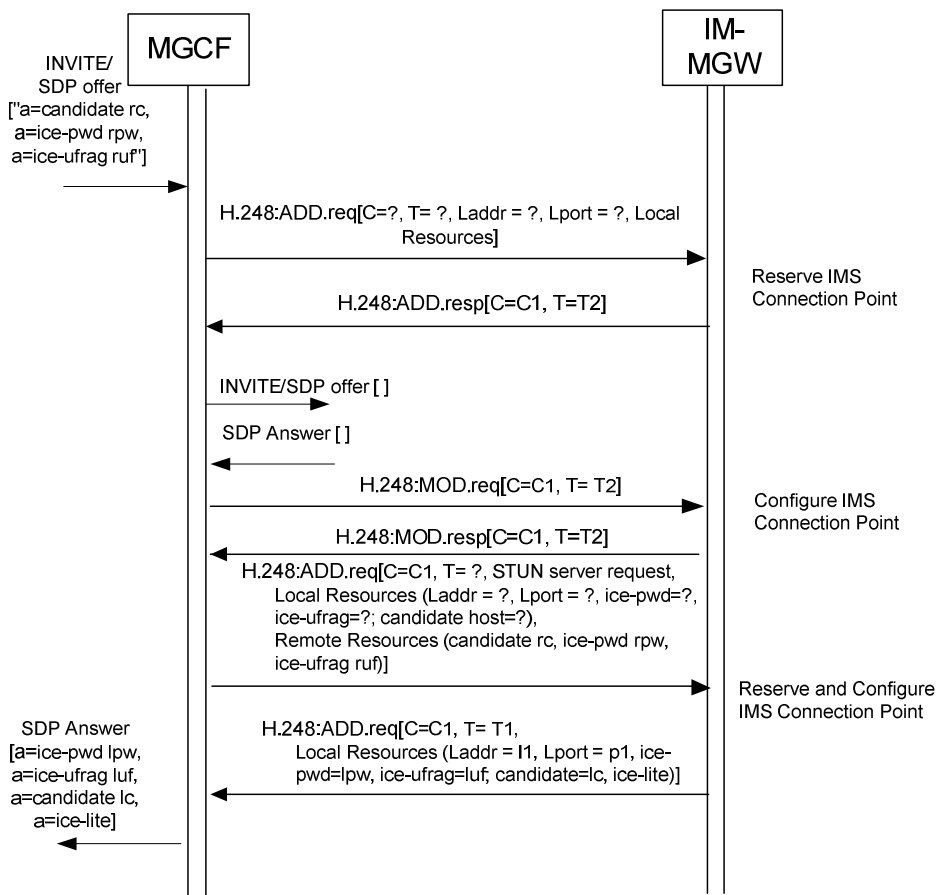 MGCF
IM-
MGW
INVITE/
SDP offer
["a=candidate rc,
a=ice-pwd rpw,
a=ice-ufrag ruf"]
H.248:ADD.req[C=?, T= ?, Laddr = ?, Lport = ?, Local
Resources]
Reserve IMS
Connection Point
H.248:ADD.resp[C=C1, T=T2]
INVITE/SDP offer [ ]
SDP Answer [ ]
H.248:MOD.req[C=C1, T= T2]
Configure IMS
Connection Point
H.248:MOD.resp[C=C1, T=T2]
H.248:ADD.req[C=C1, T= ?, STUN server request,
Local Resources (Laddr = ?, Lport = ?, ice-pwd=?,
ice-ufrag=?; candidate host=?),
Remote Resources (candidate rc, ice-pwd rpw,
ice-ufrag ruf)]
Reserve and Configure
IMS Connection Point
H.248:ADD.req[C=C1, T= T1,
Local Resources (Laddr = l1, Lport = p1, ice-
pwd=lpw, ice-ufrag=luf; candidate=lc, ice-lite)]
SDP Answer
[a=ice-pwd lpw,
a=ice-ufrag luf,
a=candidate lc,
a=ice-lite]